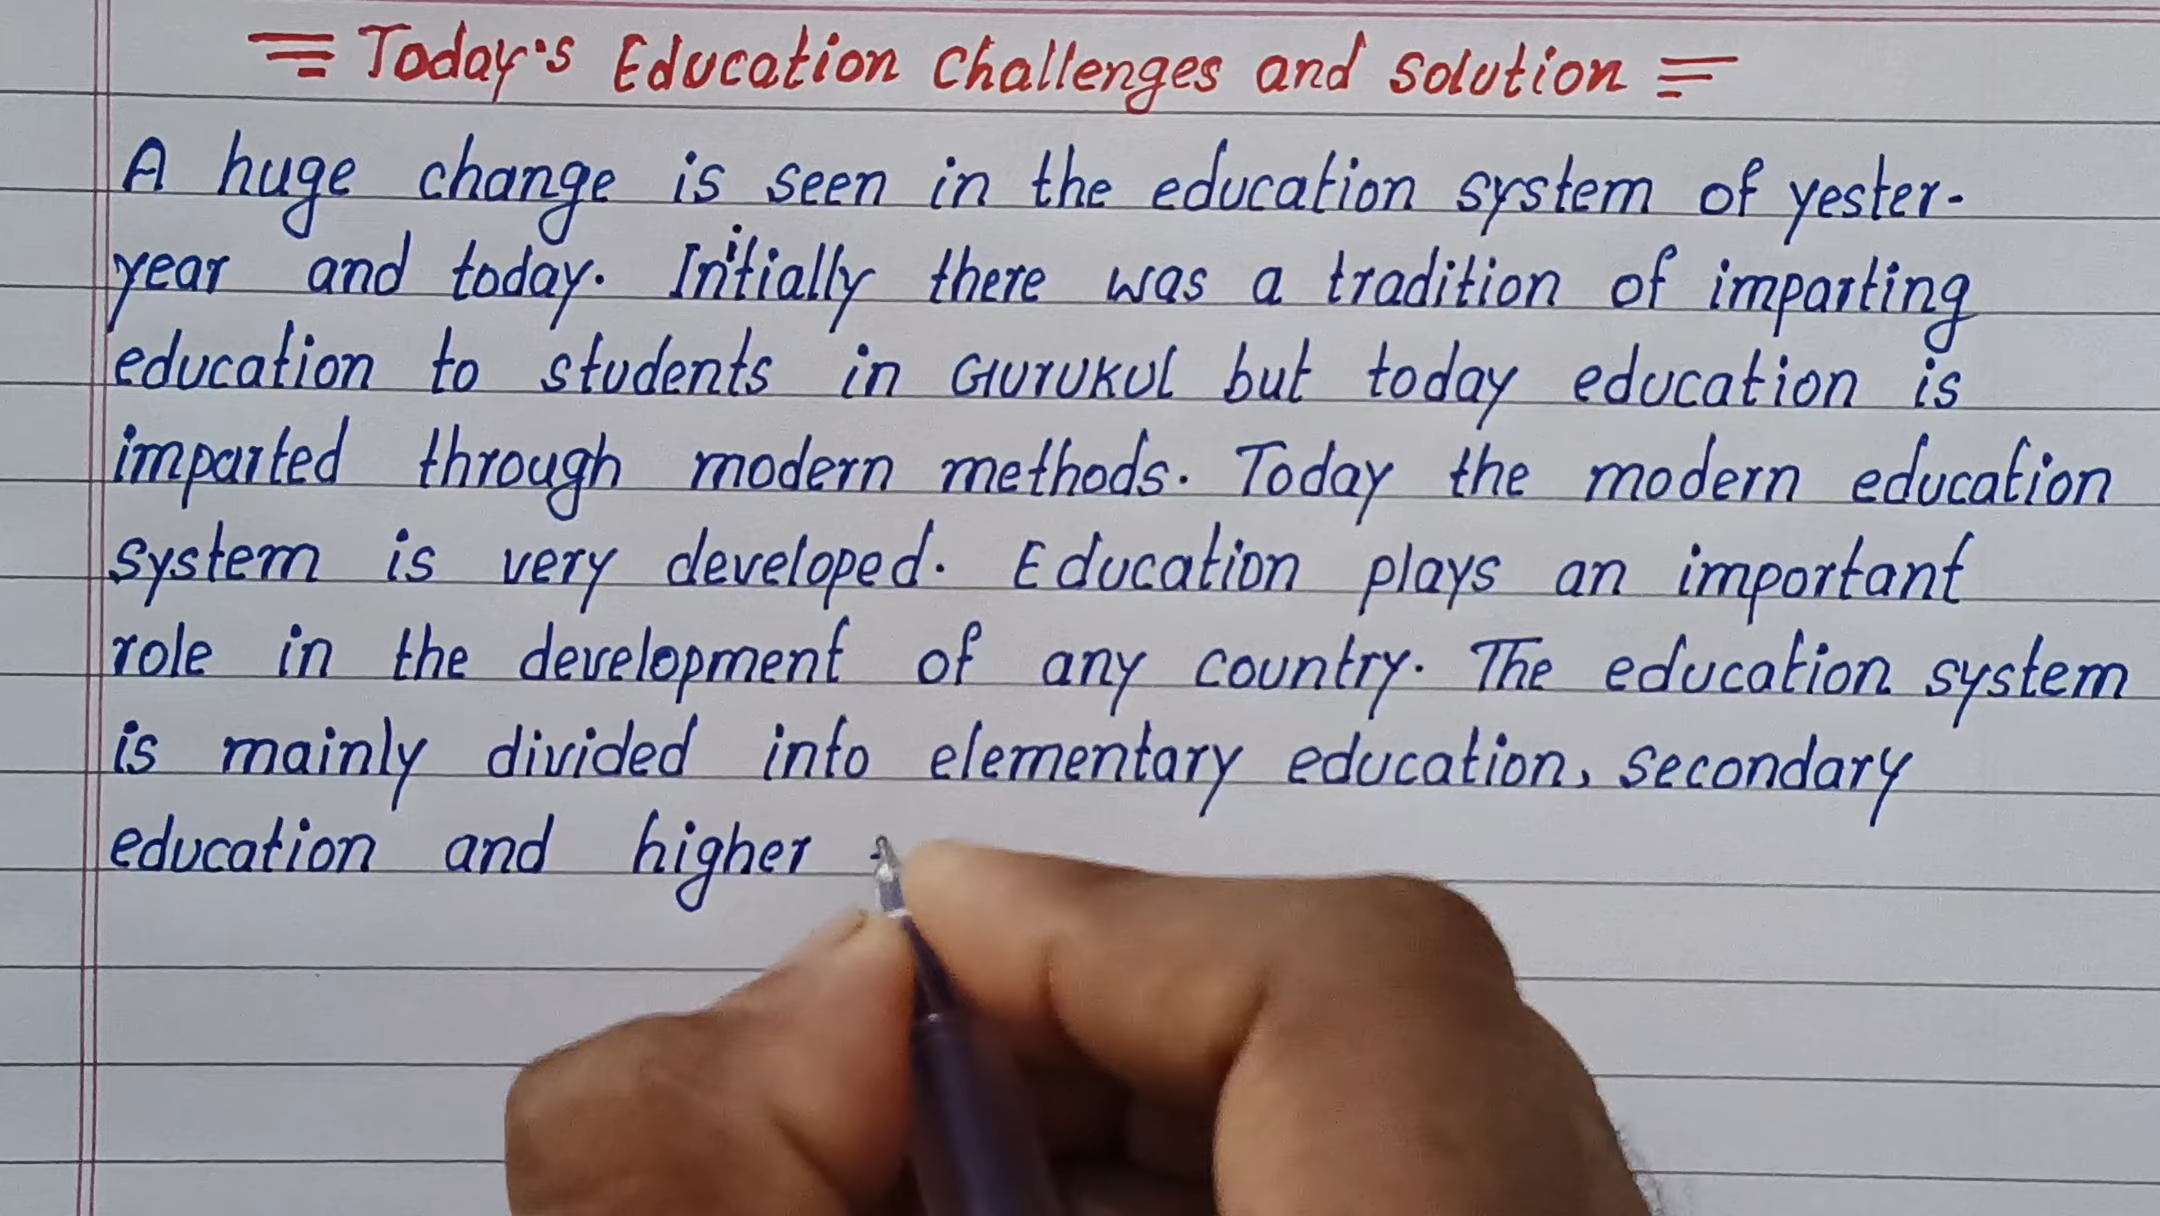 Today's Education Challenges and Solution
A huge change is seen in the education system of yester-
year and today. Initially there was a tradition of imparting
education to students in Gurukul but today education is
imparted through modern methods. Today the modern education
system is very developed. Education plays an important
role in the development of any country. The education system
is mainly divided into elementary education, secondary
education and higher